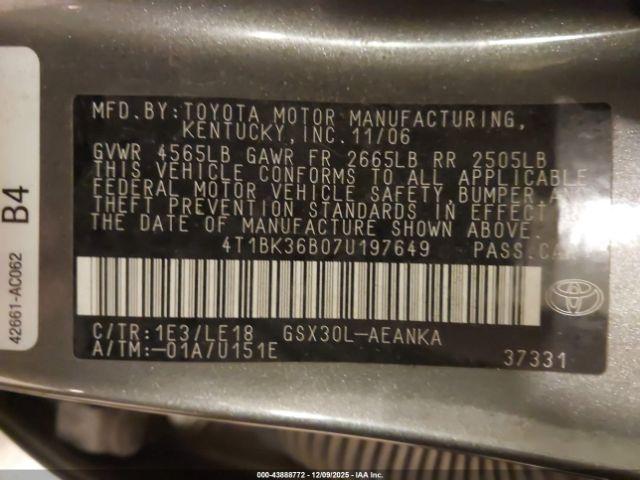 MFD.BY:TOYOTA MOTOR MANUFACTURING,
KENTUCKY,INC.11/06
GVWR 4565LB GAWR FR 2665LB RR 2505LB
THIS VEHICLE CONFORMS TO ALL APPLICABLE
FEDERAL MOTOR VEHICLE SAFETY,BUMPER,
THEFT PREVENTION STANDARDS IN EFFECT
THE DATE OF MANUFACTURE SHOWN ABOVE.
4T1BK36B07U197649 PASS.
C/TR:1E3/LE18 GSX30L-AEANKA
A/TM:-01A/U151E
37331
TOYOTA
42661-AC062 B4
000-43888772 - 12/09/2025 - IAA Inc.